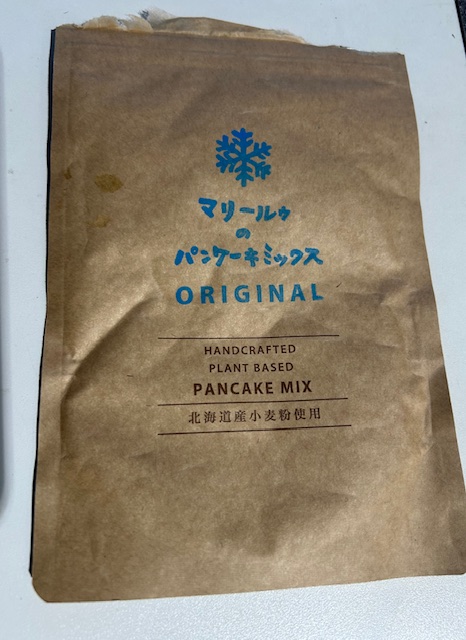 マリールゥ
の
パンケーキミックス
ORIGINAL
HANDCRAFTED
PLANT BASED
PANCAKE MIX
北海道産小麦粉使用